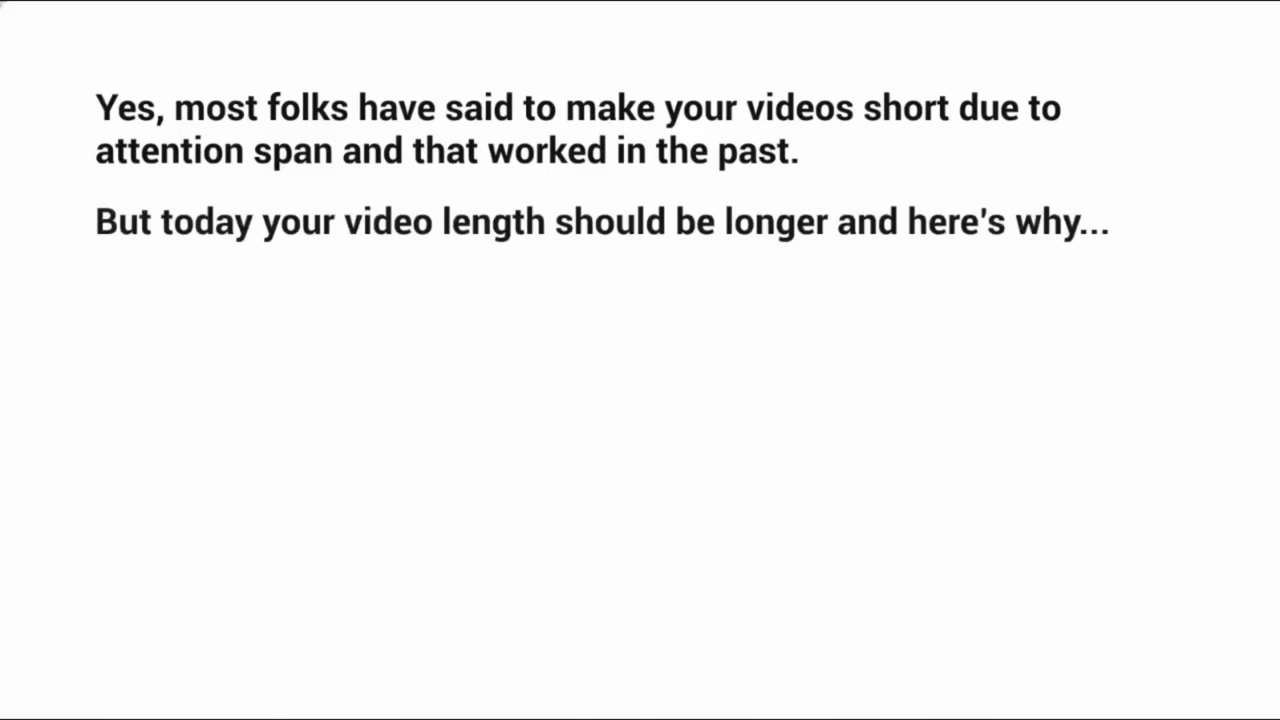 Yes, most folks have said to make your videos short due to
attention span and that worked in the past.
But today your video length should be longer and here's why...